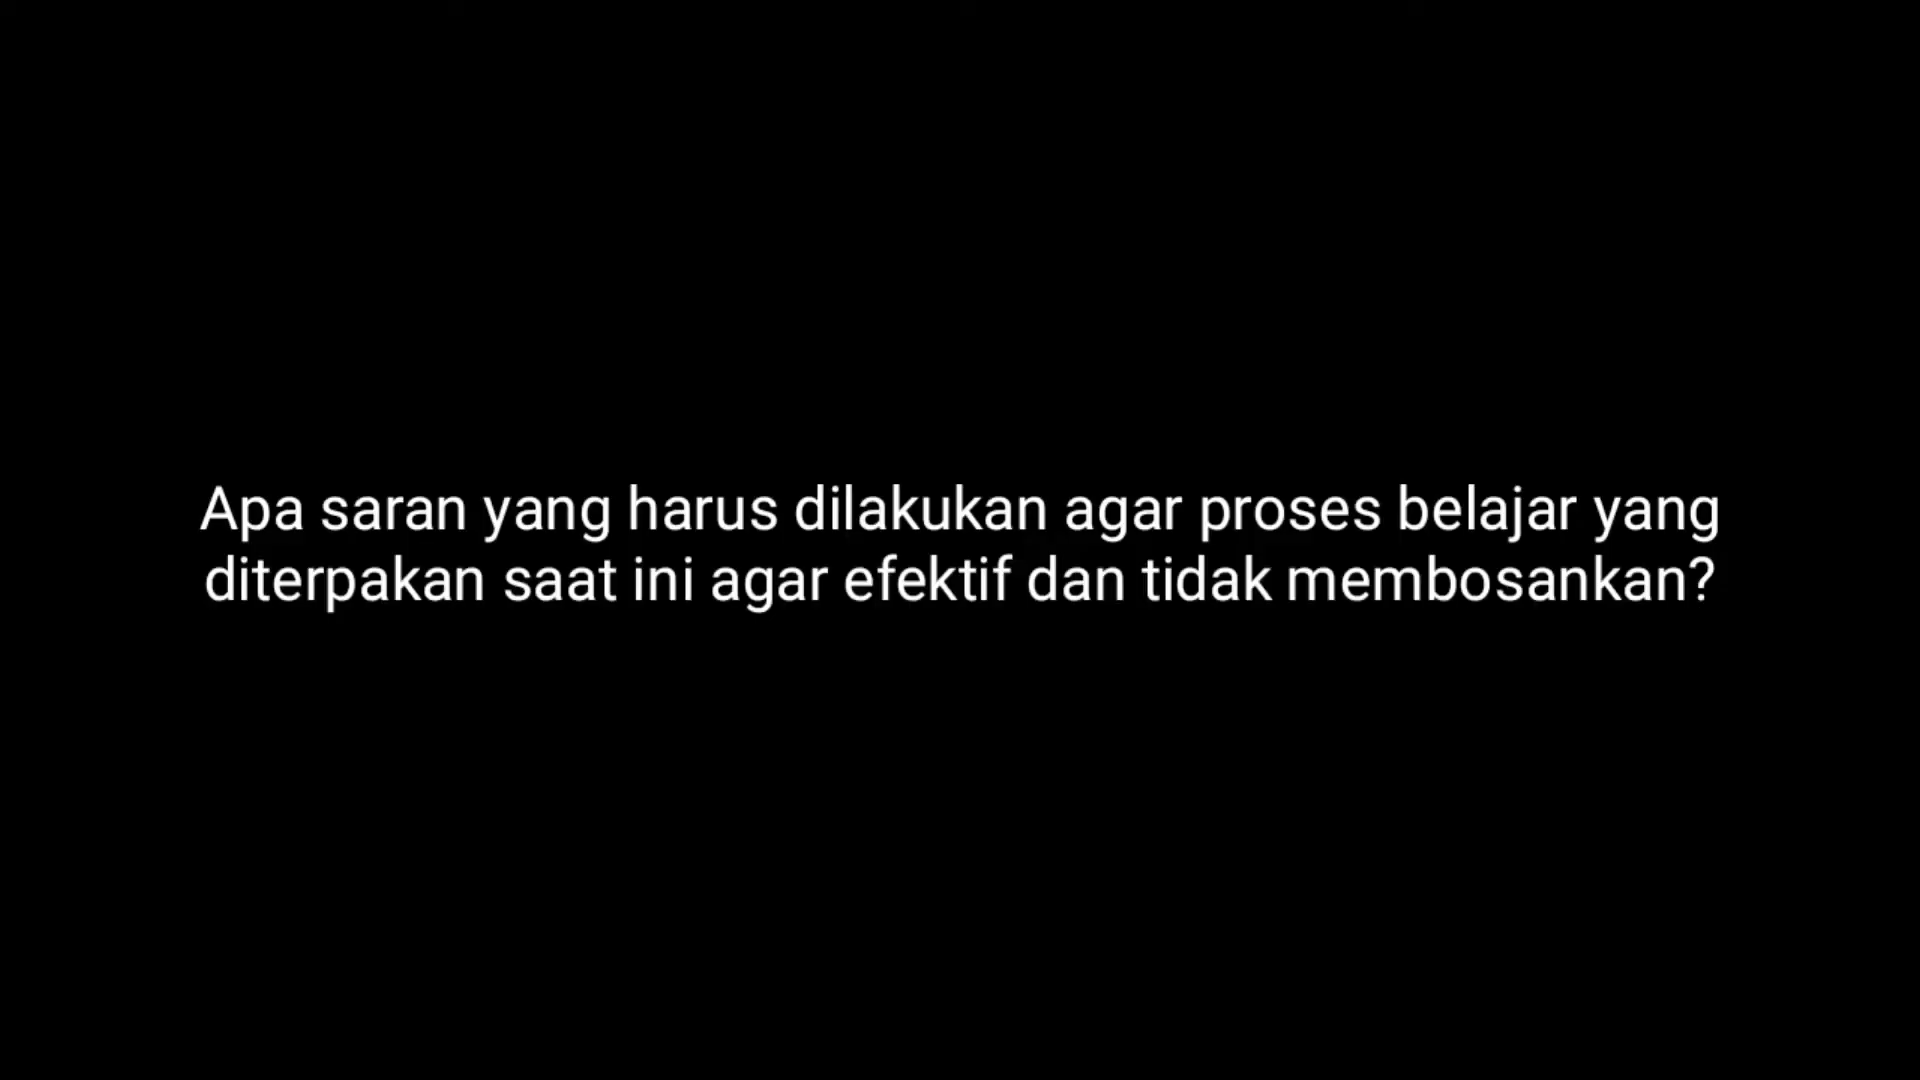 Apa saran yang harus dilakukan agar proses belajar yang
diterpakan saat ini agar efektif dan tidak membosankan?